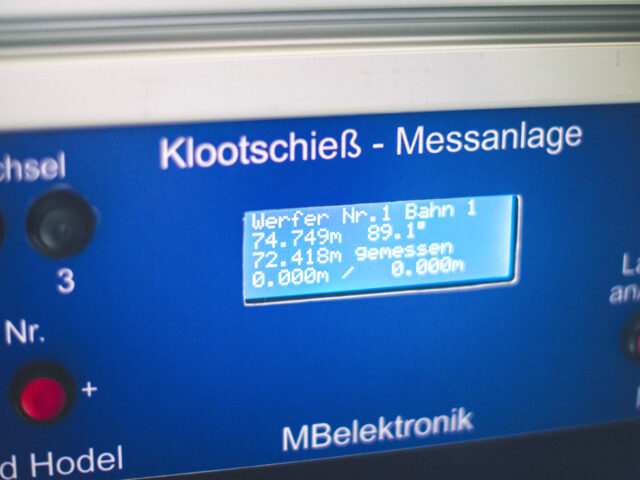 Klootschieß - Messanlage
chsel
Werfer Nr.1 Bahn 1
74.749m 89.1°
72.418m gemessen
0.000m / 0.000m
3
Nr.
+
MBelektronik
d Hodel